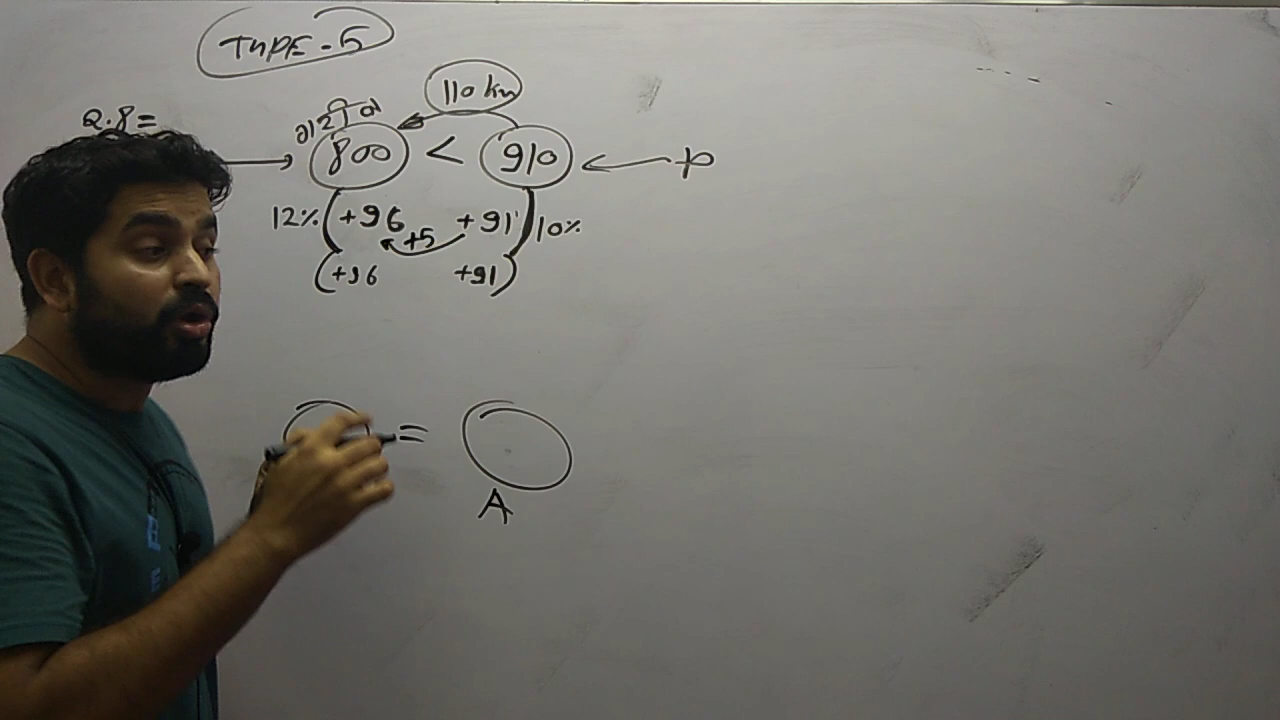 TYPE-5
110 km
Q.8=
800 < 910 ← p
12% +96 +91 10%
+5
+96 +91
=
A